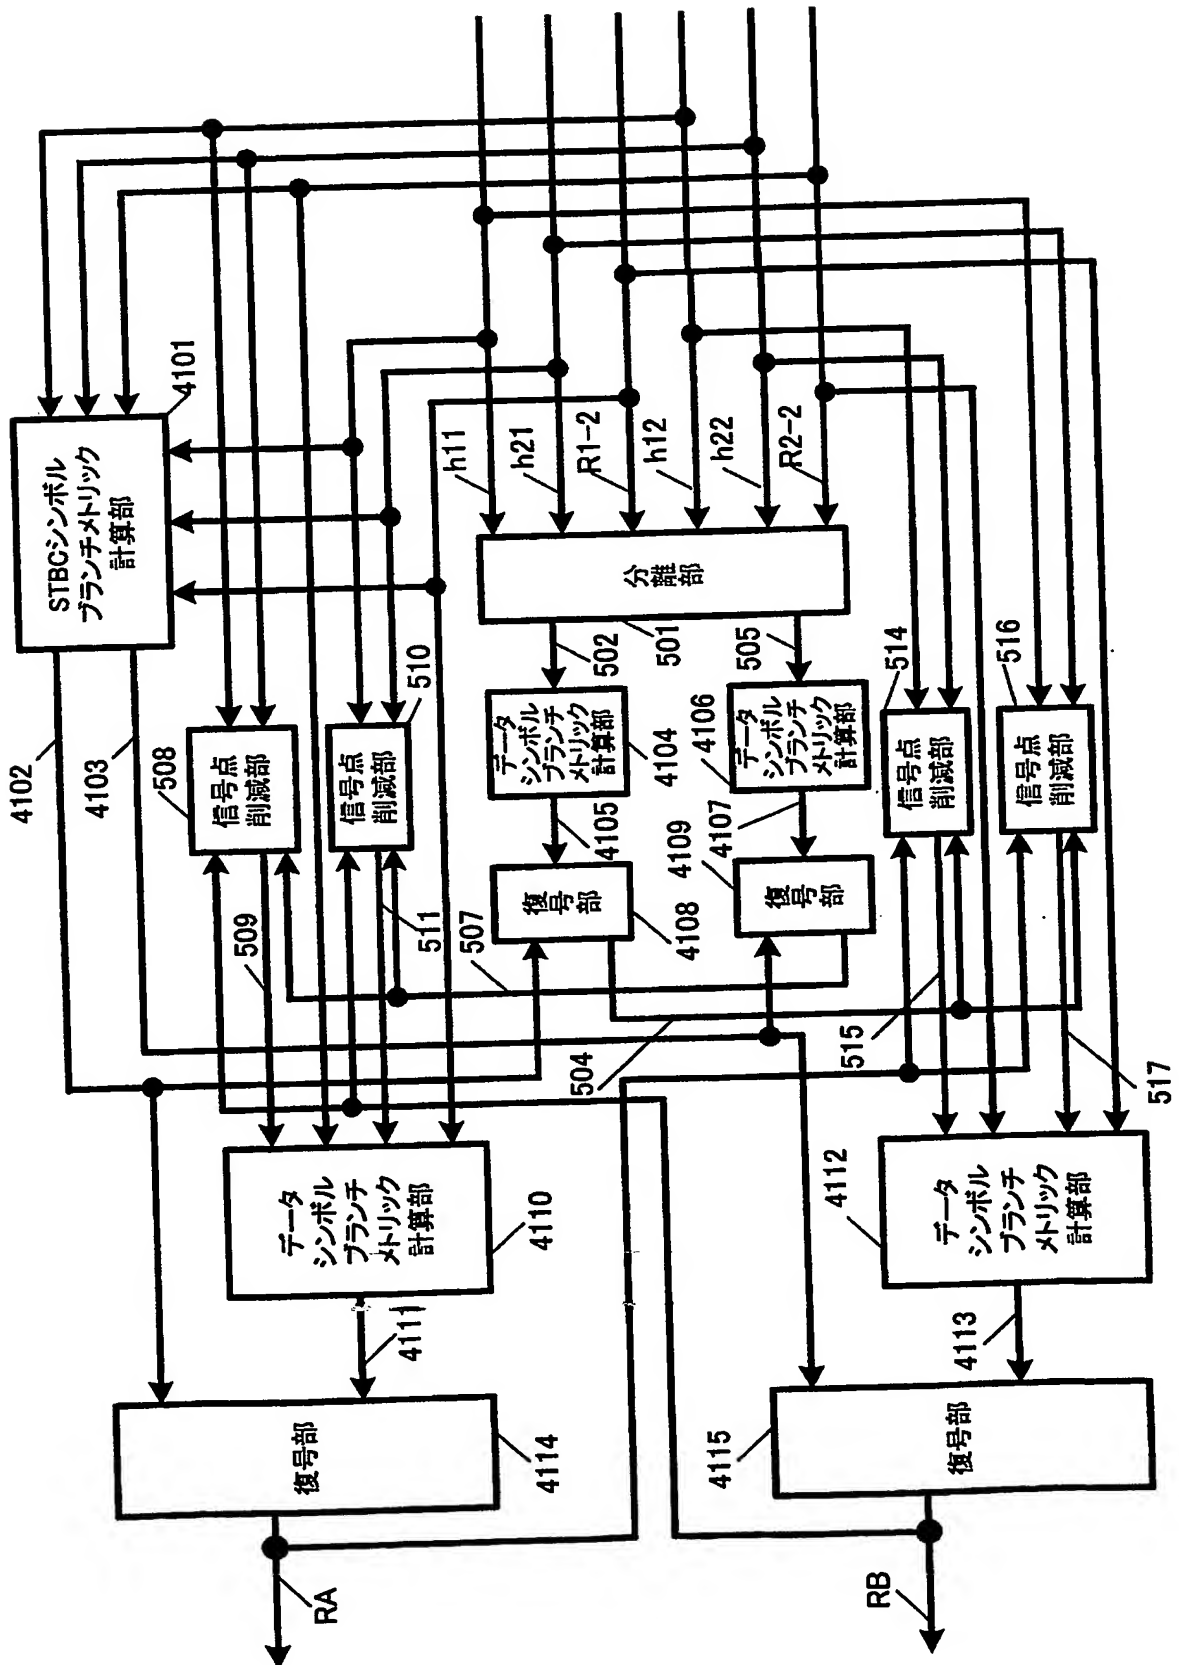 4102
4103
STBCシンボル
ブランチメトリック
計算部
4101
508
信号点
削減部
509
信号点
削減部
510
511
507
h11
h21
R1-2
h12
h22
R2-2
分離部
501
502
505
データ
シンボル
ブランチ
メトリック
計算部
4104
4105
復号部
4108
データ
シンボル
ブランチ
メトリック
計算部
4106
4107
復号部
4109
504
514
信号点
削減部
515
516
信号点
削減部
517
データ
シンボル
ブランチ
メトリック
計算部
4110
4111
復号部
4114
RA
データ
シンボル
ブランチ
メトリック
計算部
4112
4113
復号部
4115
RB